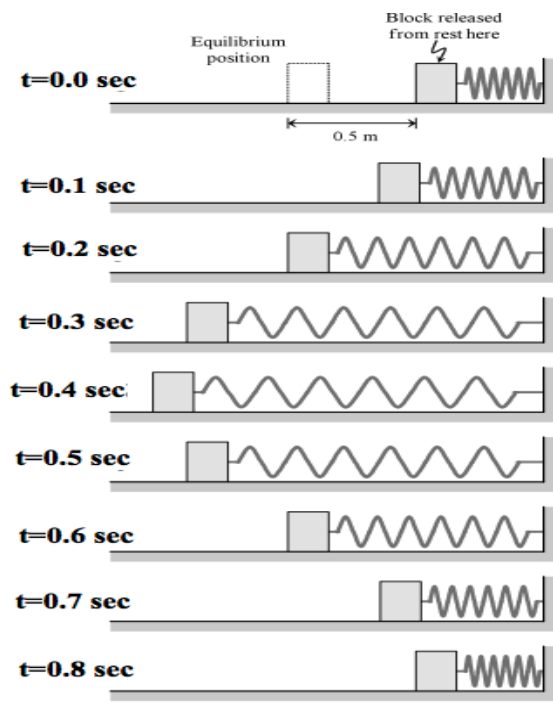 Block released
from rest here
Equilibrium
position
t=0.0 sec
0.5 m
t=0.1 sec
t=0.2 sec
t=0.3 sec
t=0.4 sec
t=0.5 sec
t=0.6 sec
t=0.7 sec
t=0.8 sec